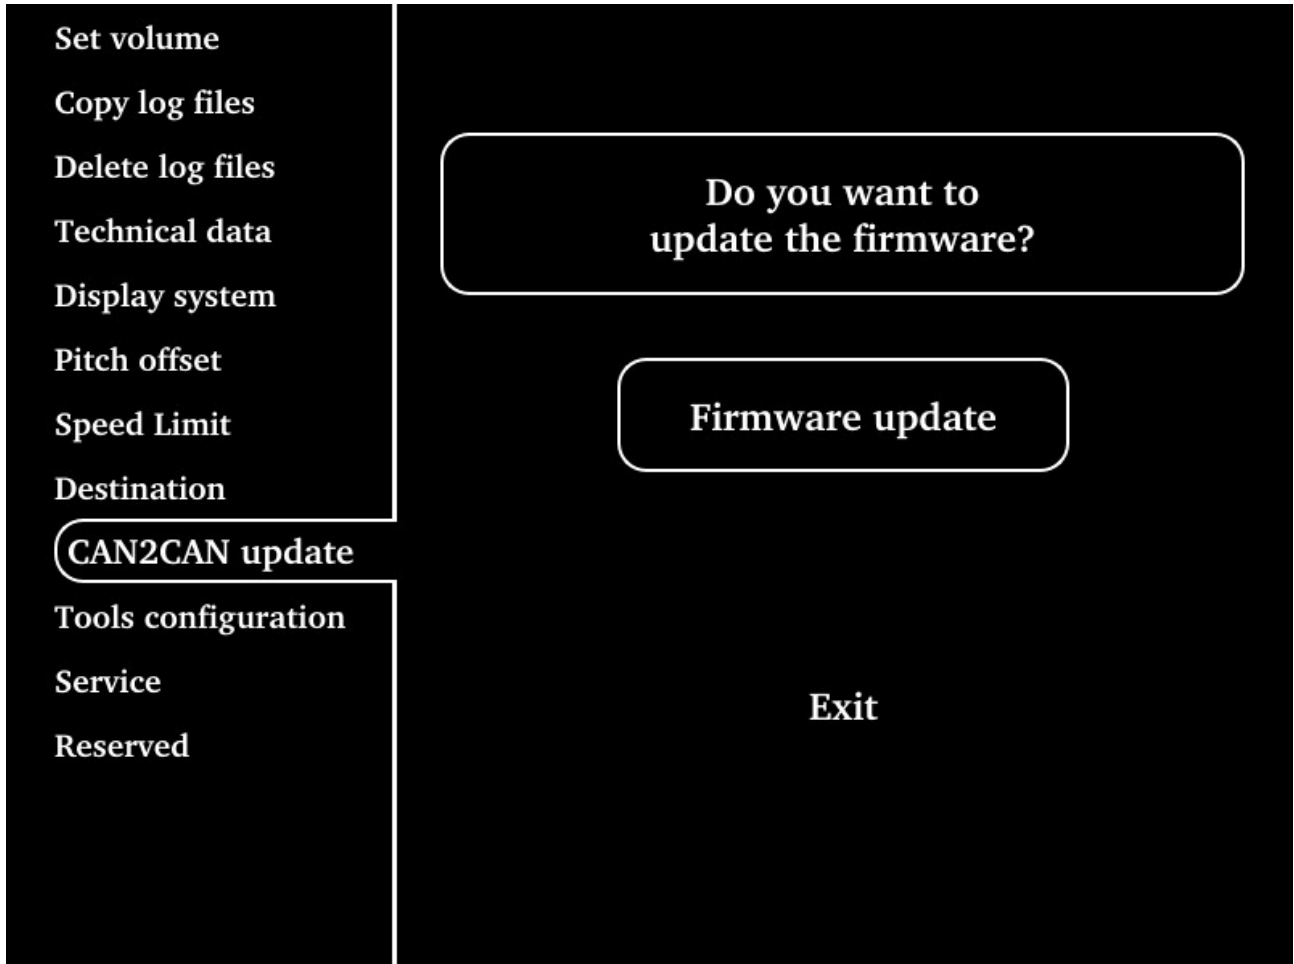 Set volume
Copy log files
Delete log files
Technical data
Display system
Pitch offset
Speed Limit
Destination
CAN2CAN update
Tools configuration
Service
Reserved
Do you want to
update the firmware?
Firmware update
Exit